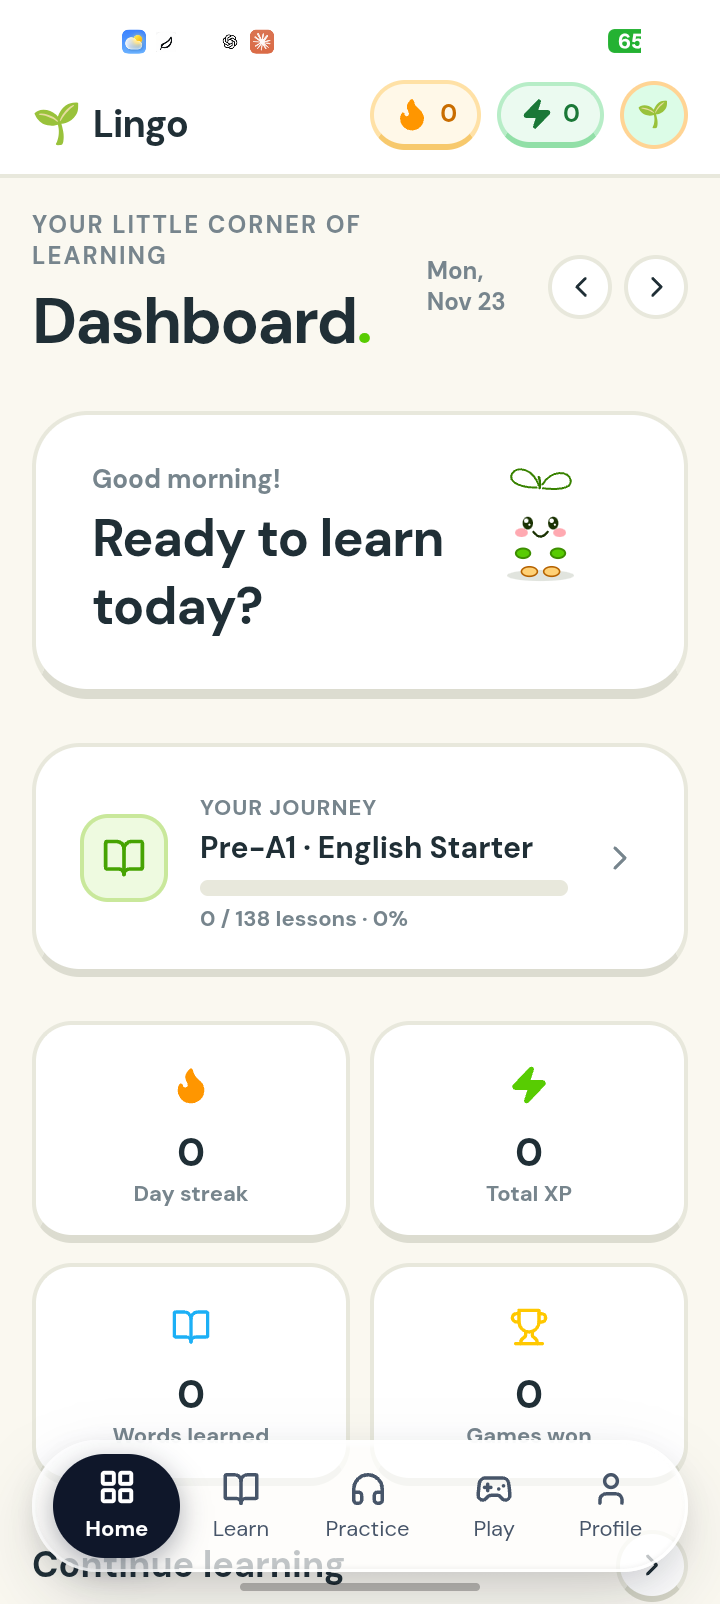 65
Lingo
0
0
YOUR LITTLE CORNER OF
LEARNING
Dashboard.
Mon,
Nov 23
Good morning!
Ready to learn
today?
YOUR JOURNEY
Pre-A1 · English Starter
0 / 138 lessons · 0%
0
Day streak
0
Total XP
0
Words learned
0
Games won
Home
Learn
Practice
Play
Profile
Continue learning